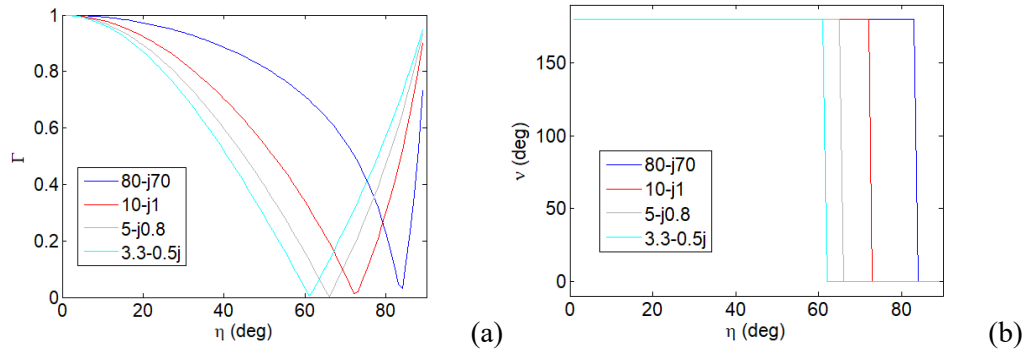 1
0.8
0.6
0.4
0.2
0
Γ
80-j70
10-j1
5-j0.8
3.3-0.5j
0 20 40 60 80
η (deg)
(a)
150
100
50
0
ν (deg)
80-j70
10-j1
5-j0.8
3.3-0.5j
0 20 40 60 80
η (deg)
(b)